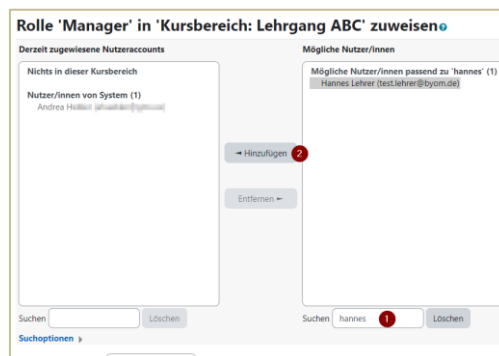 Rolle 'Manager' in 'Kursbereich: Lehrgang ABC' zuweisen
Derzeit zugewiesene Nutzeraccounts
Nichts in dieser Kursbereich
Nutzer/innen von System (1)
Andrea
Hinzufügen 2
Entfernen
Suchen Löschen
Suchoptionen
Mögliche Nutzer/innen
Mögliche Nutzer/innen passend zu 'hannes' (1)
Hannes Lehrer (test.lehrer@byom.de)
Suchen hannes 1 Löschen